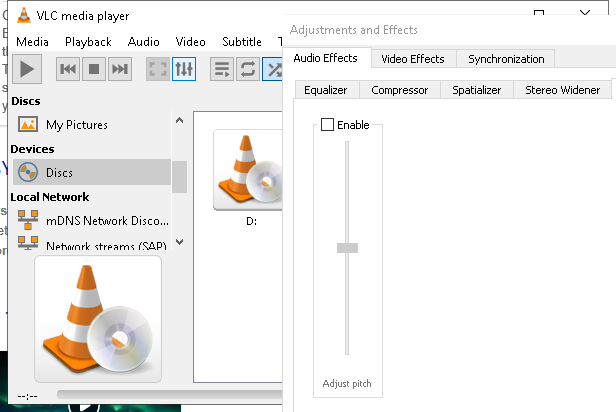 VLC media player
Media Playback Audio Video Subtitle T
Discs
My Pictures
Devices
Discs
Local Network
mDNS Network Disco...
Network streams (SAP)
D:
--:--
Adjustments and Effects
Audio Effects Video Effects Synchronization
Equalizer Compressor Spatializer Stereo Widener
Enable
Adjust pitch